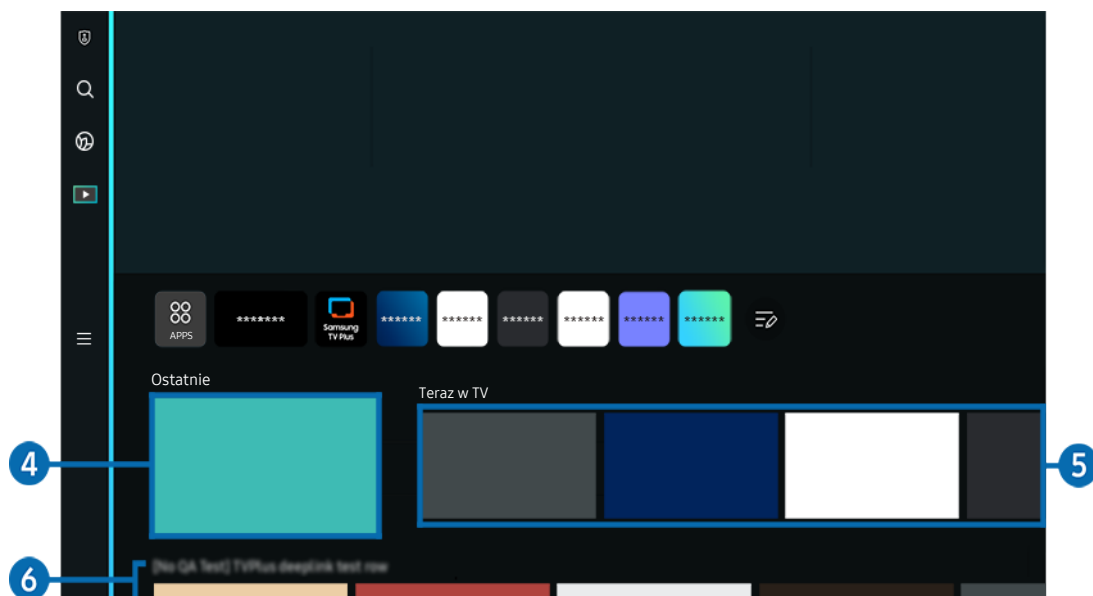 APPS
*******
Samsung
TV Plus
******
******
******
******
******
******
Ostatnie
Teraz w TV
4
5
[No QA Test] TVPlus deeplink test row
6